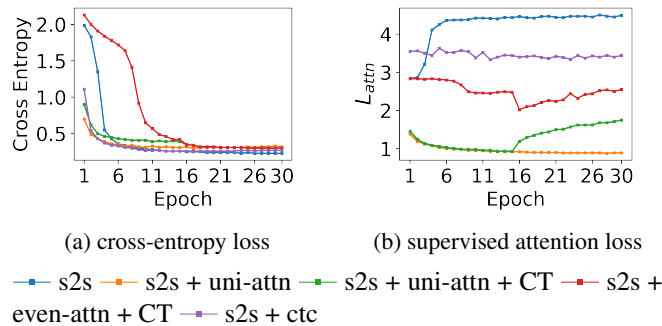 2.0
1.5
1.0
0.5
Cross Entropy
1 6 11 16 21 26 30
Epoch
4
3
2
1
L_attn
1 6 11 16 21 26 30
Epoch
(a) cross-entropy loss
(b) supervised attention loss
s2s s2s + uni-attn s2s + uni-attn + CT s2s +
even-attn + CT s2s + ctc